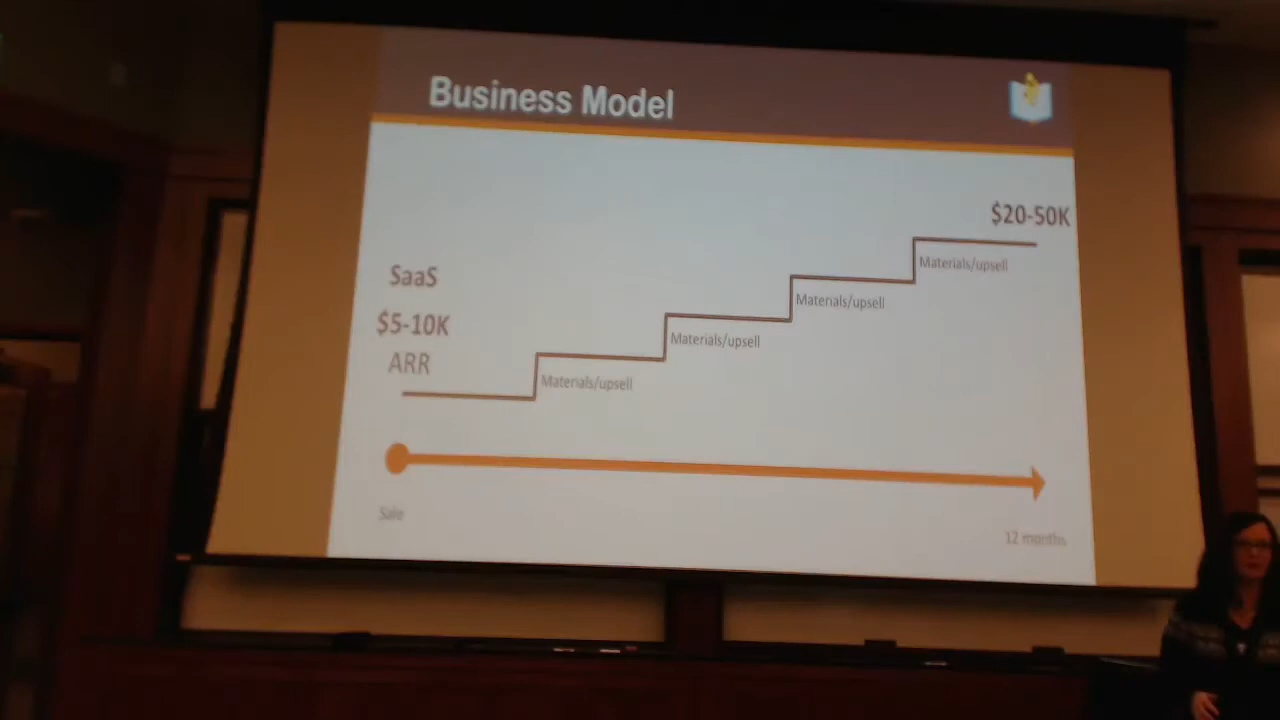 Business Model
$20-50K
Materials/upsell
SaaS
Materials/upsell
$5-10K
Materials/upsell
ARR
Materials/upsell
Sale
12 months